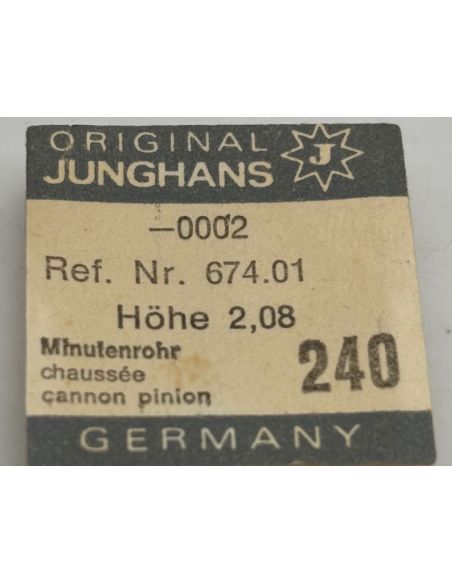 ORIGINAL
JUNGHANS J
—0002
Ref. Nr. 674.01
Höhe 2,08
Minutenrohr
chaussée
cannon pinion
240
GERMANY